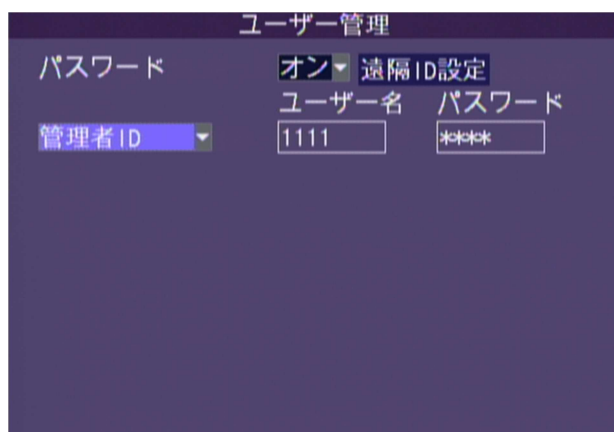 ユーザー管理
パスワード オン 遠隔ID設定
ユーザー名 パスワード
管理者ID 1111 ****